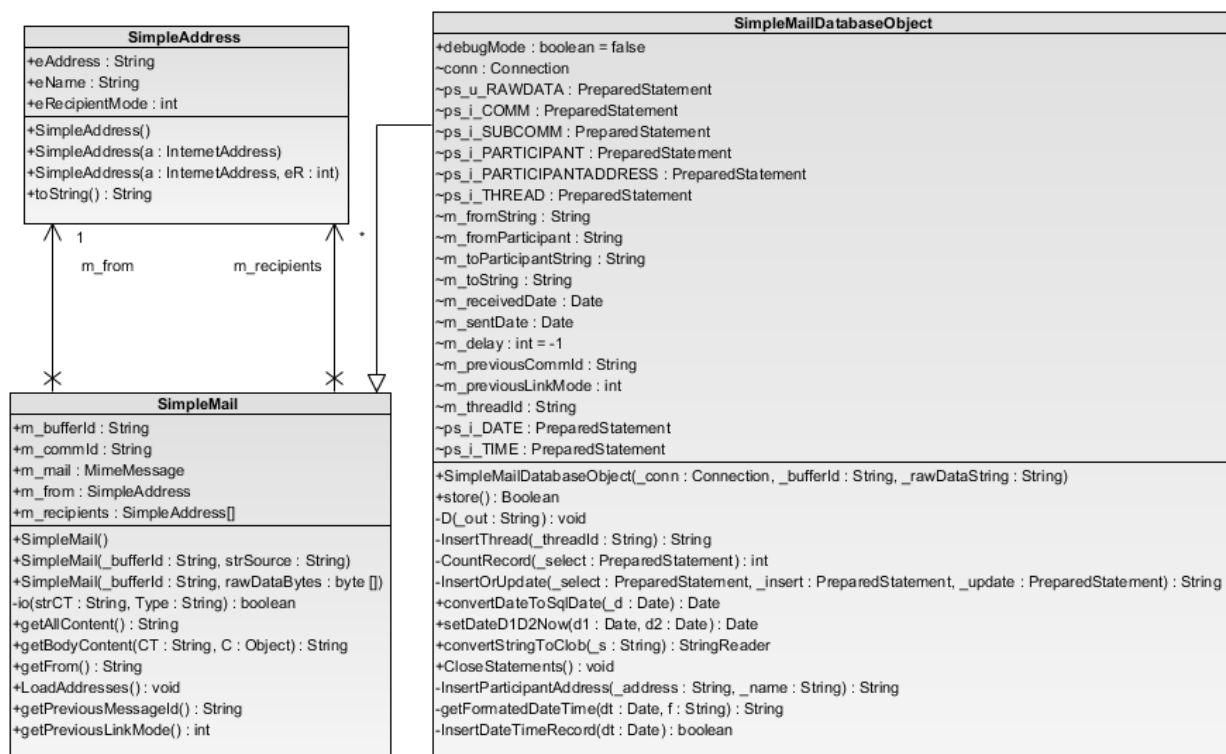 SimpleAddress
+eAddress : String
+eName : String
+eRecipientMode : int
+SimpleAddress()
+SimpleAddress(a : InternetAddress)
+SimpleAddress(a : InternetAddress, eR : int)
+toString() : String
1
m_from
*
m_recipients
SimpleMail
+m_bufferId : String
+m_commId : String
+m_mail : MimeMessage
+m_from : SimpleAddress
+m_recipients : SimpleAddress[]
+SimpleMail()
+SimpleMail(_bufferId : String, strSource : String)
+SimpleMail(_bufferId : String, rawDataBytes : byte [])
-io(strCT : String, Type : String) : boolean
+getAllContent() : String
+getBodyContent(CT : String, C : Object) : String
+getFrom() : String
+LoadAddresses() : void
+getPreviousMessageId() : String
+getPreviousLinkMode() : int
SimpleMailDatabaseObject
+debugMode : boolean = false
~conn : Connection
~ps_u_RAWDATA : PreparedStatement
~ps_i_COMM : PreparedStatement
~ps_i_SUBCOMM : PreparedStatement
~ps_i_PARTICIPANT : PreparedStatement
~ps_i_PARTICIPANTADDRESS : PreparedStatement
~ps_i_THREAD : PreparedStatement
~m_fromString : String
~m_fromParticipant : String
~m_toParticipantString : String
~m_toString : String
~m_receivedDate : Date
~m_sentDate : Date
~m_delay : int = -1
~m_previousCommId : String
~m_previousLinkMode : int
~m_threadId : String
~ps_i_DATE : PreparedStatement
~ps_i_TIME : PreparedStatement
+SimpleMailDatabaseObject(_conn : Connection, _bufferId : String, _rawDataString : String)
+store() : Boolean
-D(_out : String) : void
-InsertThread(_threadId : String) : String
-CountRecord(_select : PreparedStatement) : int
-InsertOrUpdate(_select : PreparedStatement, _insert : PreparedStatement, _update : PreparedStatement) : String
+convertDateToSqlDate(_d : Date) : Date
+setDateD1D2Now(d1 : Date, d2 : Date) : Date
+convertStringToClob(_s : String) : StringReader
+CloseStatements() : void
-InsertParticipantAddress(_address : String, _name : String) : String
-getFormatedDateTime(dt : Date, f : String) : String
-InsertDateTimeRecord(dt : Date) : boolean